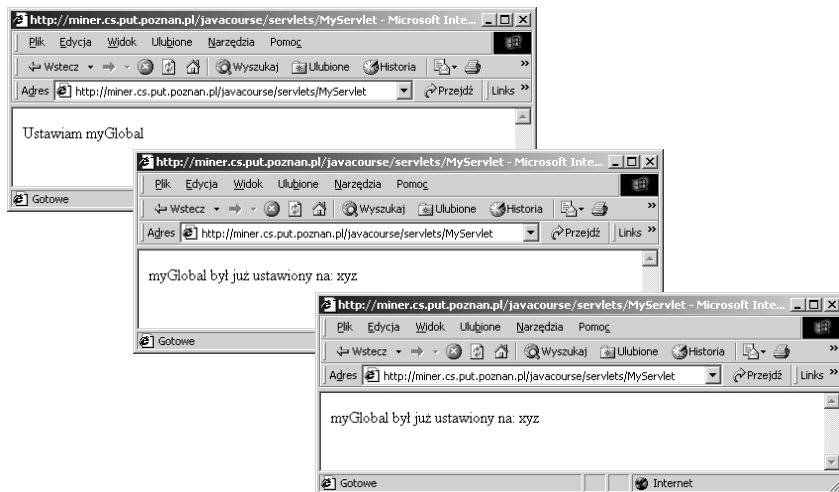 http://miner.cs.put.poznan.pl/javacourse/servlets/MyServlet - Microsoft Inte...
Plik Edycja Widok Ulubione Narzędzia Pomoc
Wstecz Wyszukaj Ulubione Historia »
Adres http://miner.cs.put.poznan.pl/javacourse/servlets/MyServlet Przejdź Links »
Ustawiam myGlobal
Gotowe
http://miner.cs.put.poznan.pl/javacourse/servlets/MyServlet - Microsoft Inte...
Plik Edycja Widok Ulubione Narzędzia Pomoc
Wstecz Wyszukaj Ulubione Historia »
Adres http://miner.cs.put.poznan.pl/javacourse/servlets/MyServlet Przejdź Links »
myGlobal był już ustawiony na: xyz
Gotowe
http://miner.cs.put.poznan.pl/javacourse/servlets/MyServlet - Microsoft Inte...
Plik Edycja Widok Ulubione Narzędzia Pomoc
Wstecz Wyszukaj Ulubione Historia »
Adres http://miner.cs.put.poznan.pl/javacourse/servlets/MyServlet Przejdź Links »
myGlobal był już ustawiony na: xyz
Gotowe Internet